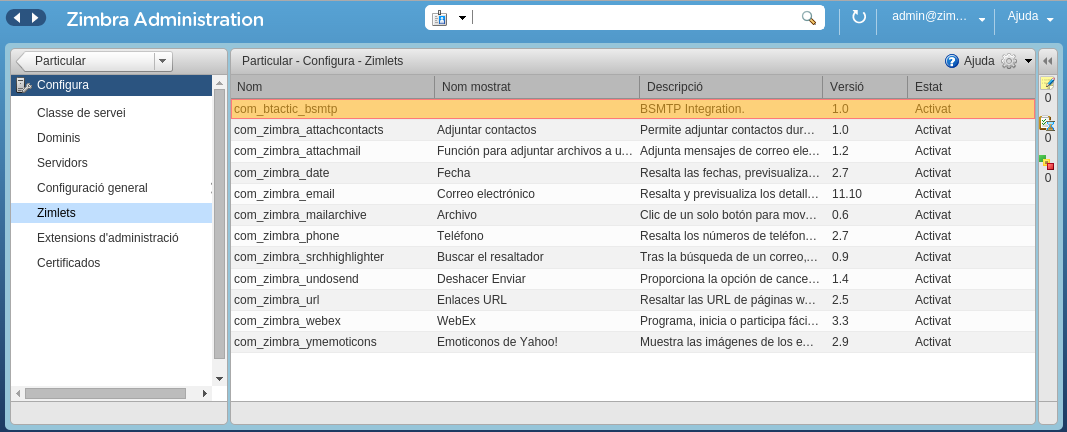 Zimbra Administration
admin@zim...
Ajuda
Particular
Configura
Classe de servei
Dominis
Servidors
Configuració general
Zimlets
Extensions d'administració
Certificados
Particular - Configura - Zimlets
Ajuda
Nom Nom mostrat Descripció Versió Estat
com_btactic_bsmtp BSMTP Integration. 1.0 Activat
com_zimbra_attachcontacts Adjuntar contactos Permite adjuntar contactos dur... 1.0 Activat
com_zimbra_attachmail Función para adjuntar archivos a u... Adjunta mensajes de correo ele... 1.2 Activat
com_zimbra_date Fecha Resalta las fechas, previsualiza... 2.7 Activat
com_zimbra_email Correo electrónico Resalta y previsualiza los detall... 11.10 Activat
com_zimbra_mailarchive Archivo Clic de un solo botón para mov... 0.6 Activat
com_zimbra_phone Teléfono Resalta los números de teléfon... 2.7 Activat
com_zimbra_srchhighlighter Buscar el resaltador Tras la búsqueda de un correo,... 0.9 Activat
com_zimbra_undosend Deshacer Enviar Proporciona la opción de cance... 1.4 Activat
com_zimbra_url Enlaces URL Resaltar las URL de páginas w... 2.5 Activat
com_zimbra_webex WebEx Programa, inicia o participa fáci... 3.3 Activat
com_zimbra_ymemoticons Emoticonos de Yahoo! Muestra las imágenes de los e... 2.9 Activat
0
0
0